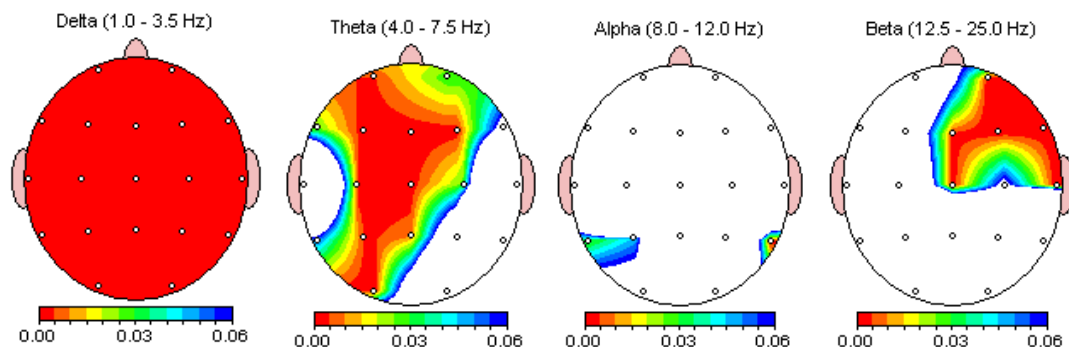 Delta (1.0 - 3.5 Hz)
Theta (4.0 - 7.5 Hz)
Alpha (8.0 - 12.0 Hz)
Beta (12.5 - 25.0 Hz)
0.00 0.03 0.06
0.00 0.03 0.06
0.00 0.03 0.06
0.00 0.03 0.06